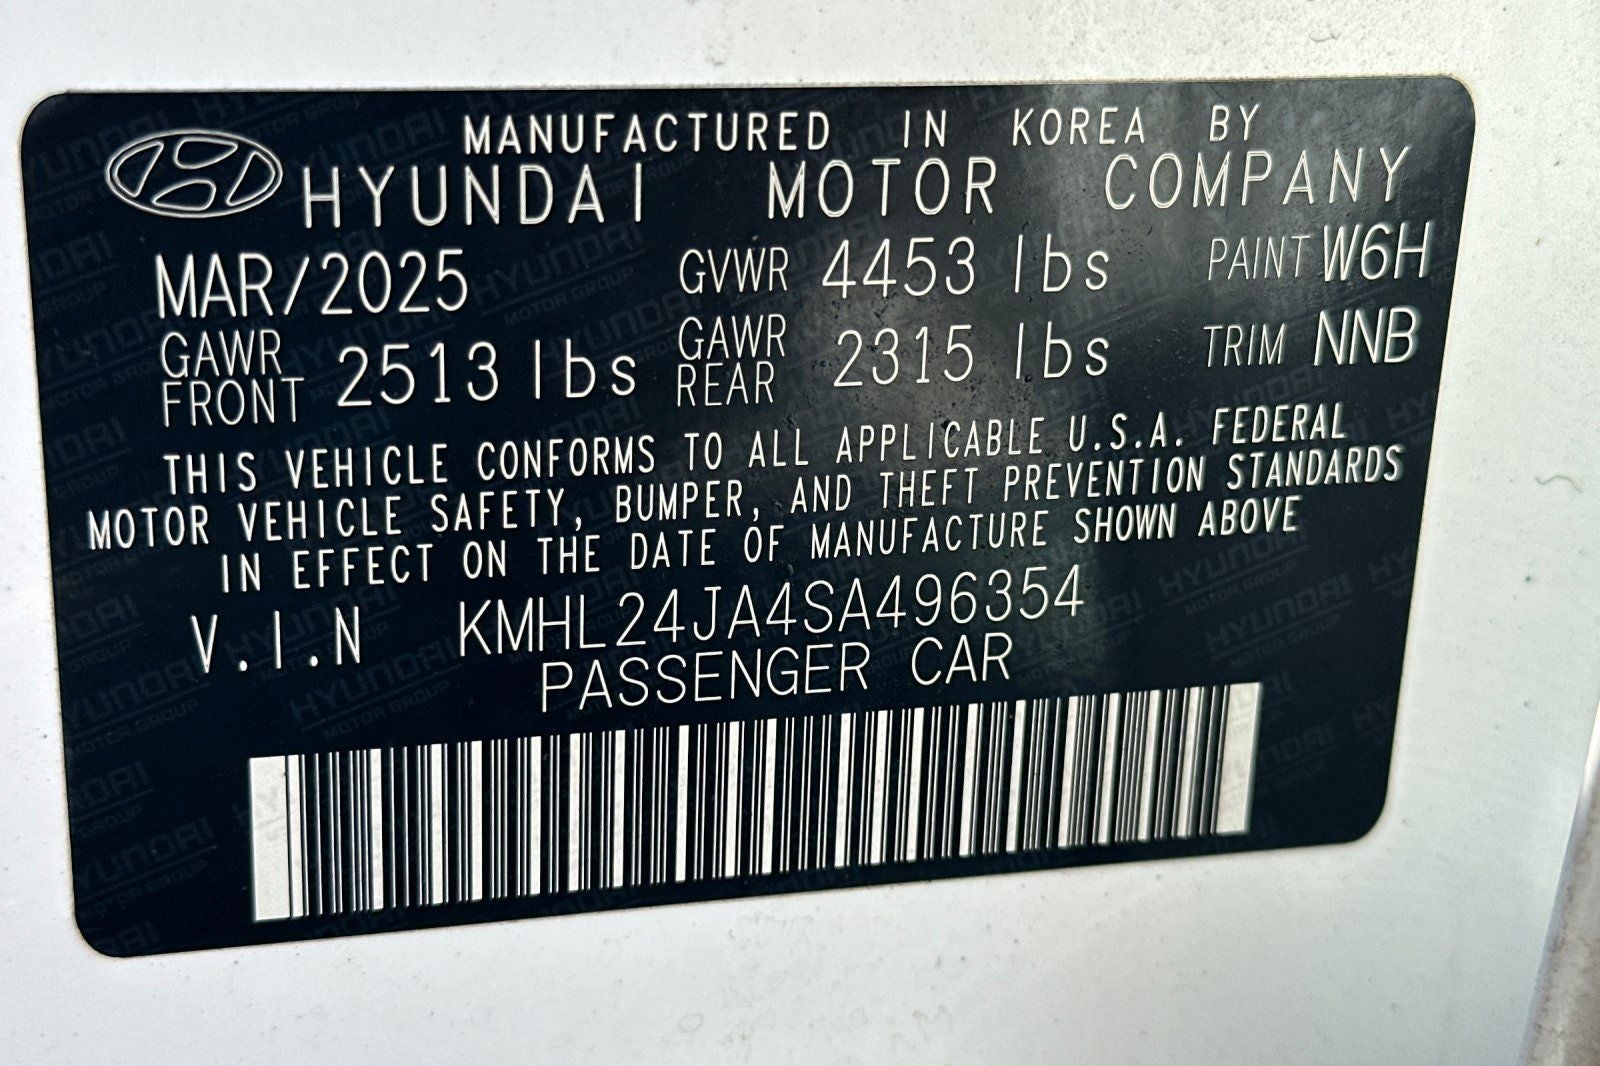 MANUFACTURED IN KOREA BY
HYUNDAI MOTOR COMPANY
MAR/2025 GVWR 4453 lbs PAINT W6H
GAWR FRONT 2513 lbs GAWR REAR 2315 lbs TRIM NNB
THIS VEHICLE CONFORMS TO ALL APPLICABLE U.S.A. FEDERAL
MOTOR VEHICLE SAFETY, BUMPER, AND THEFT PREVENTION STANDARDS
IN EFFECT ON THE DATE OF MANUFACTURE SHOWN ABOVE
V.I.N KMHL24JA4SA496354
PASSENGER CAR